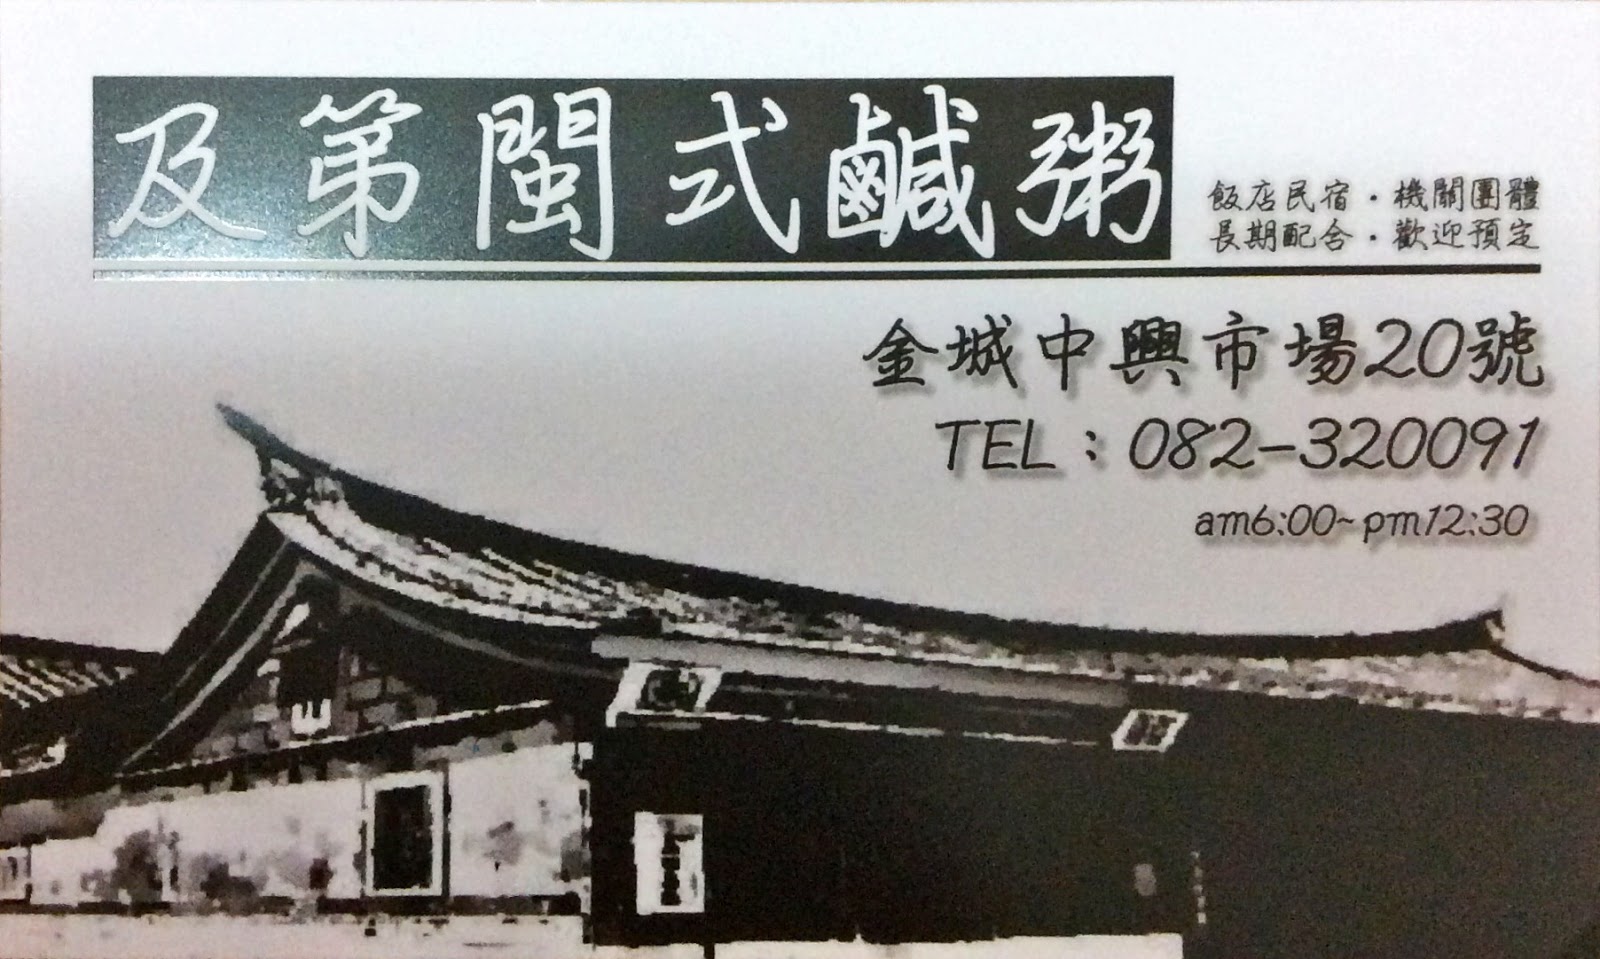 及第閩式鹹粥
飯店民宿・機關團體
長期配合・歡迎預定
金城中興市場20號
TEL：082-320091
am6:00~pm12:30